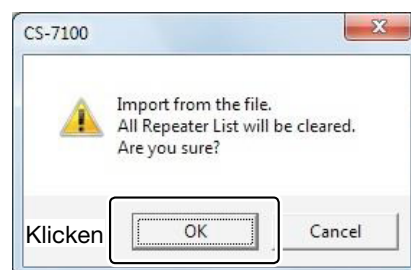 CS-7100
Import from the file.
All Repeater List will be cleared.
Are you sure?
Klicken OK Cancel